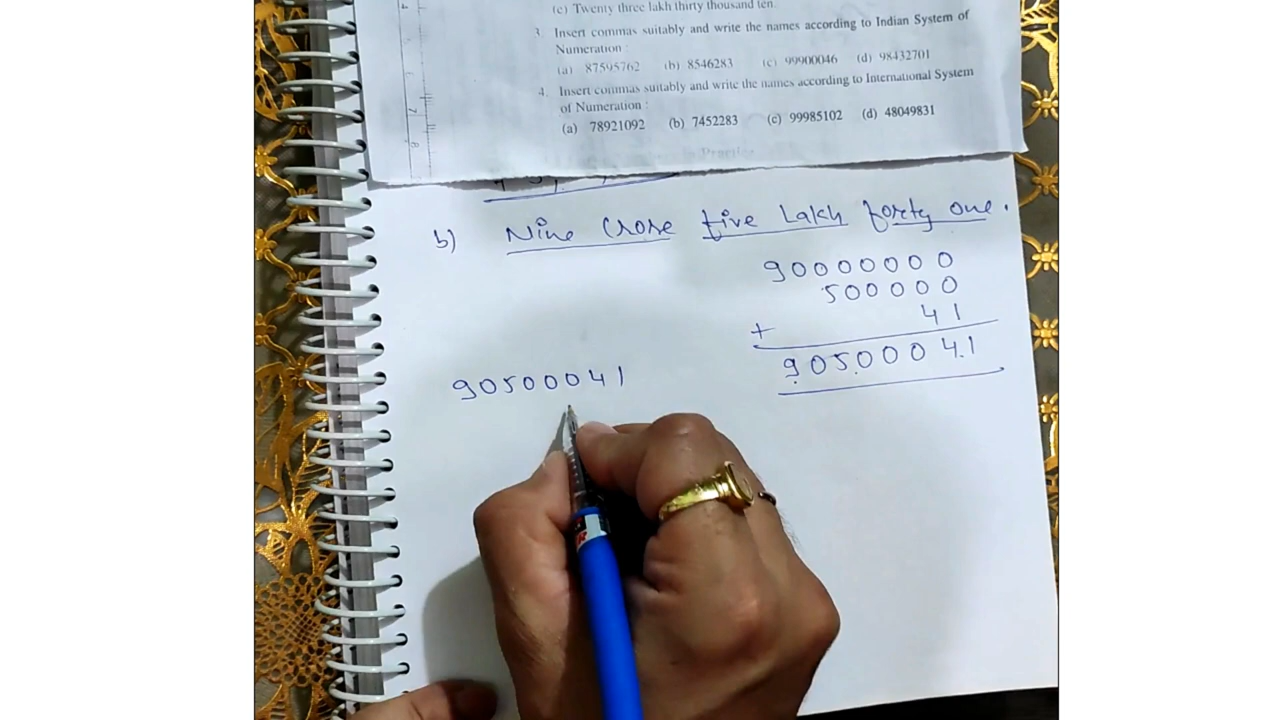 (e) Twenty three lakh thirty thousand ten.
3. Insert commas suitably and write the names according to Indian System of
Numeration :
(a) 87595762 (b) 8546283 (c) 99900046 (d) 98432701
4. Insert commas suitably and write the names according to International System
of Numeration :
(a) 78921092 (b) 7452283 (c) 99985102 (d) 48049831
b) Nine Crore five Lakh forty one.
90000000
500000
+ 41
90500041
90500041